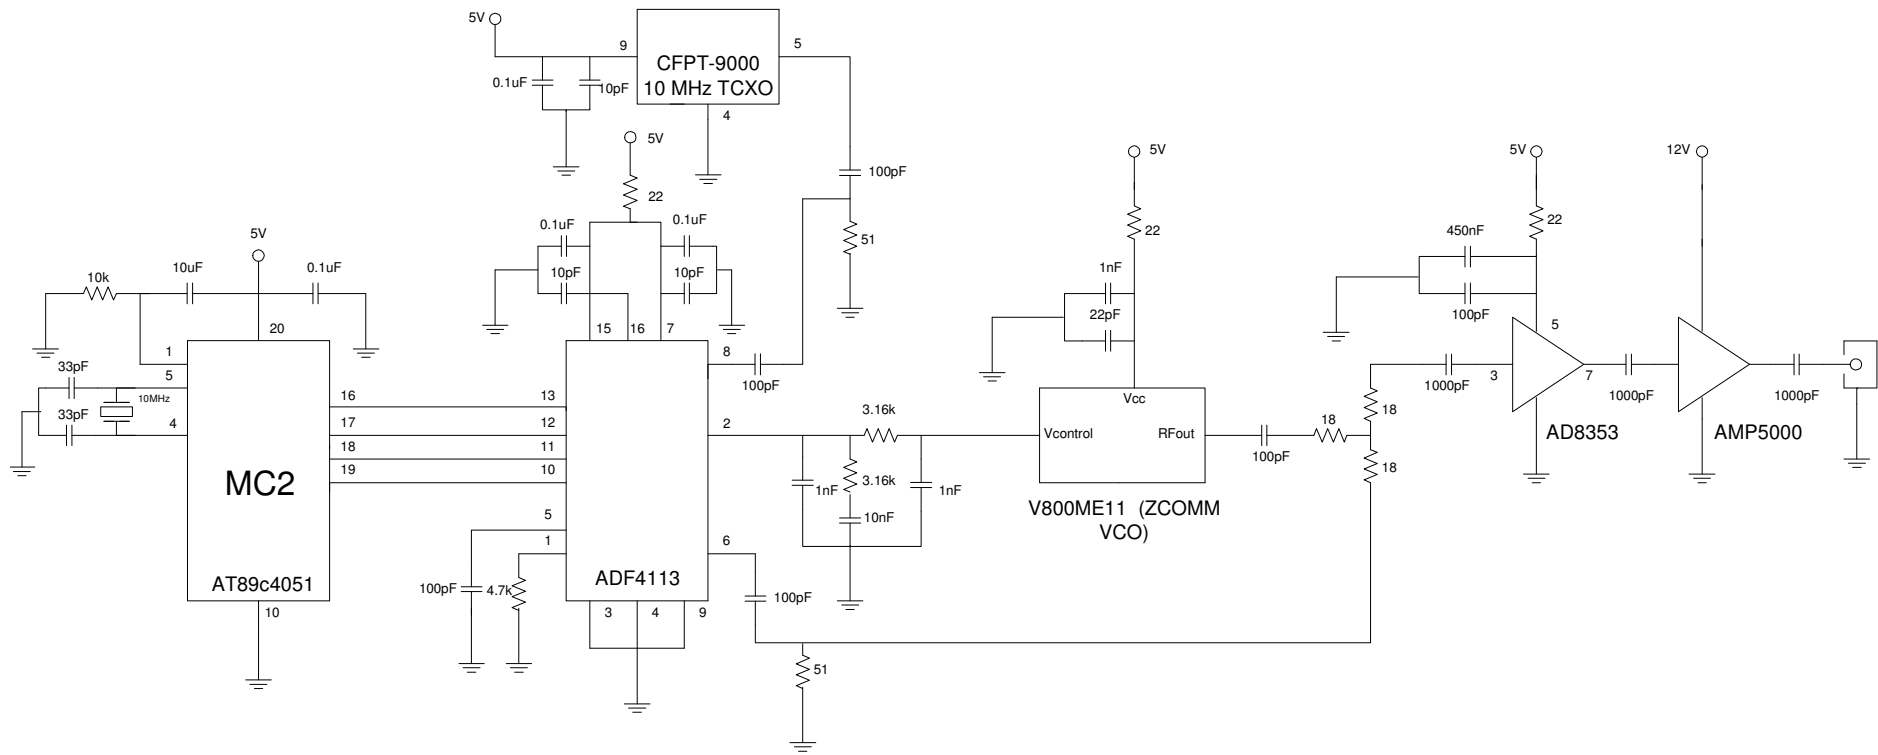 5V
9
CFPT-9000
10 MHz TCXO
5
0.1uF
10pF
4
5V
22
100pF
51
0.1uF
0.1uF
10pF
10pF
15
16
7
5V
10k
10uF
0.1uF
20
1
33pF
5
10MHz
33pF
4
MC2
AT89c4051
10
16
17
18
19
13
12
11
10
5
1
100pF
4.7k
ADF4113
3
4
9
8
100pF
2
6
100pF
51
3.16k
1nF
3.16k
10nF
1nF
5V
22
1nF
22pF
Vcc
Vcontrol
RFout
V800ME11 (ZCOMM
VCO)
100pF
18
18
18
5V
22
450nF
100pF
5
1000pF
3
7
AD8353
1000pF
12V
AMP5000
1000pF